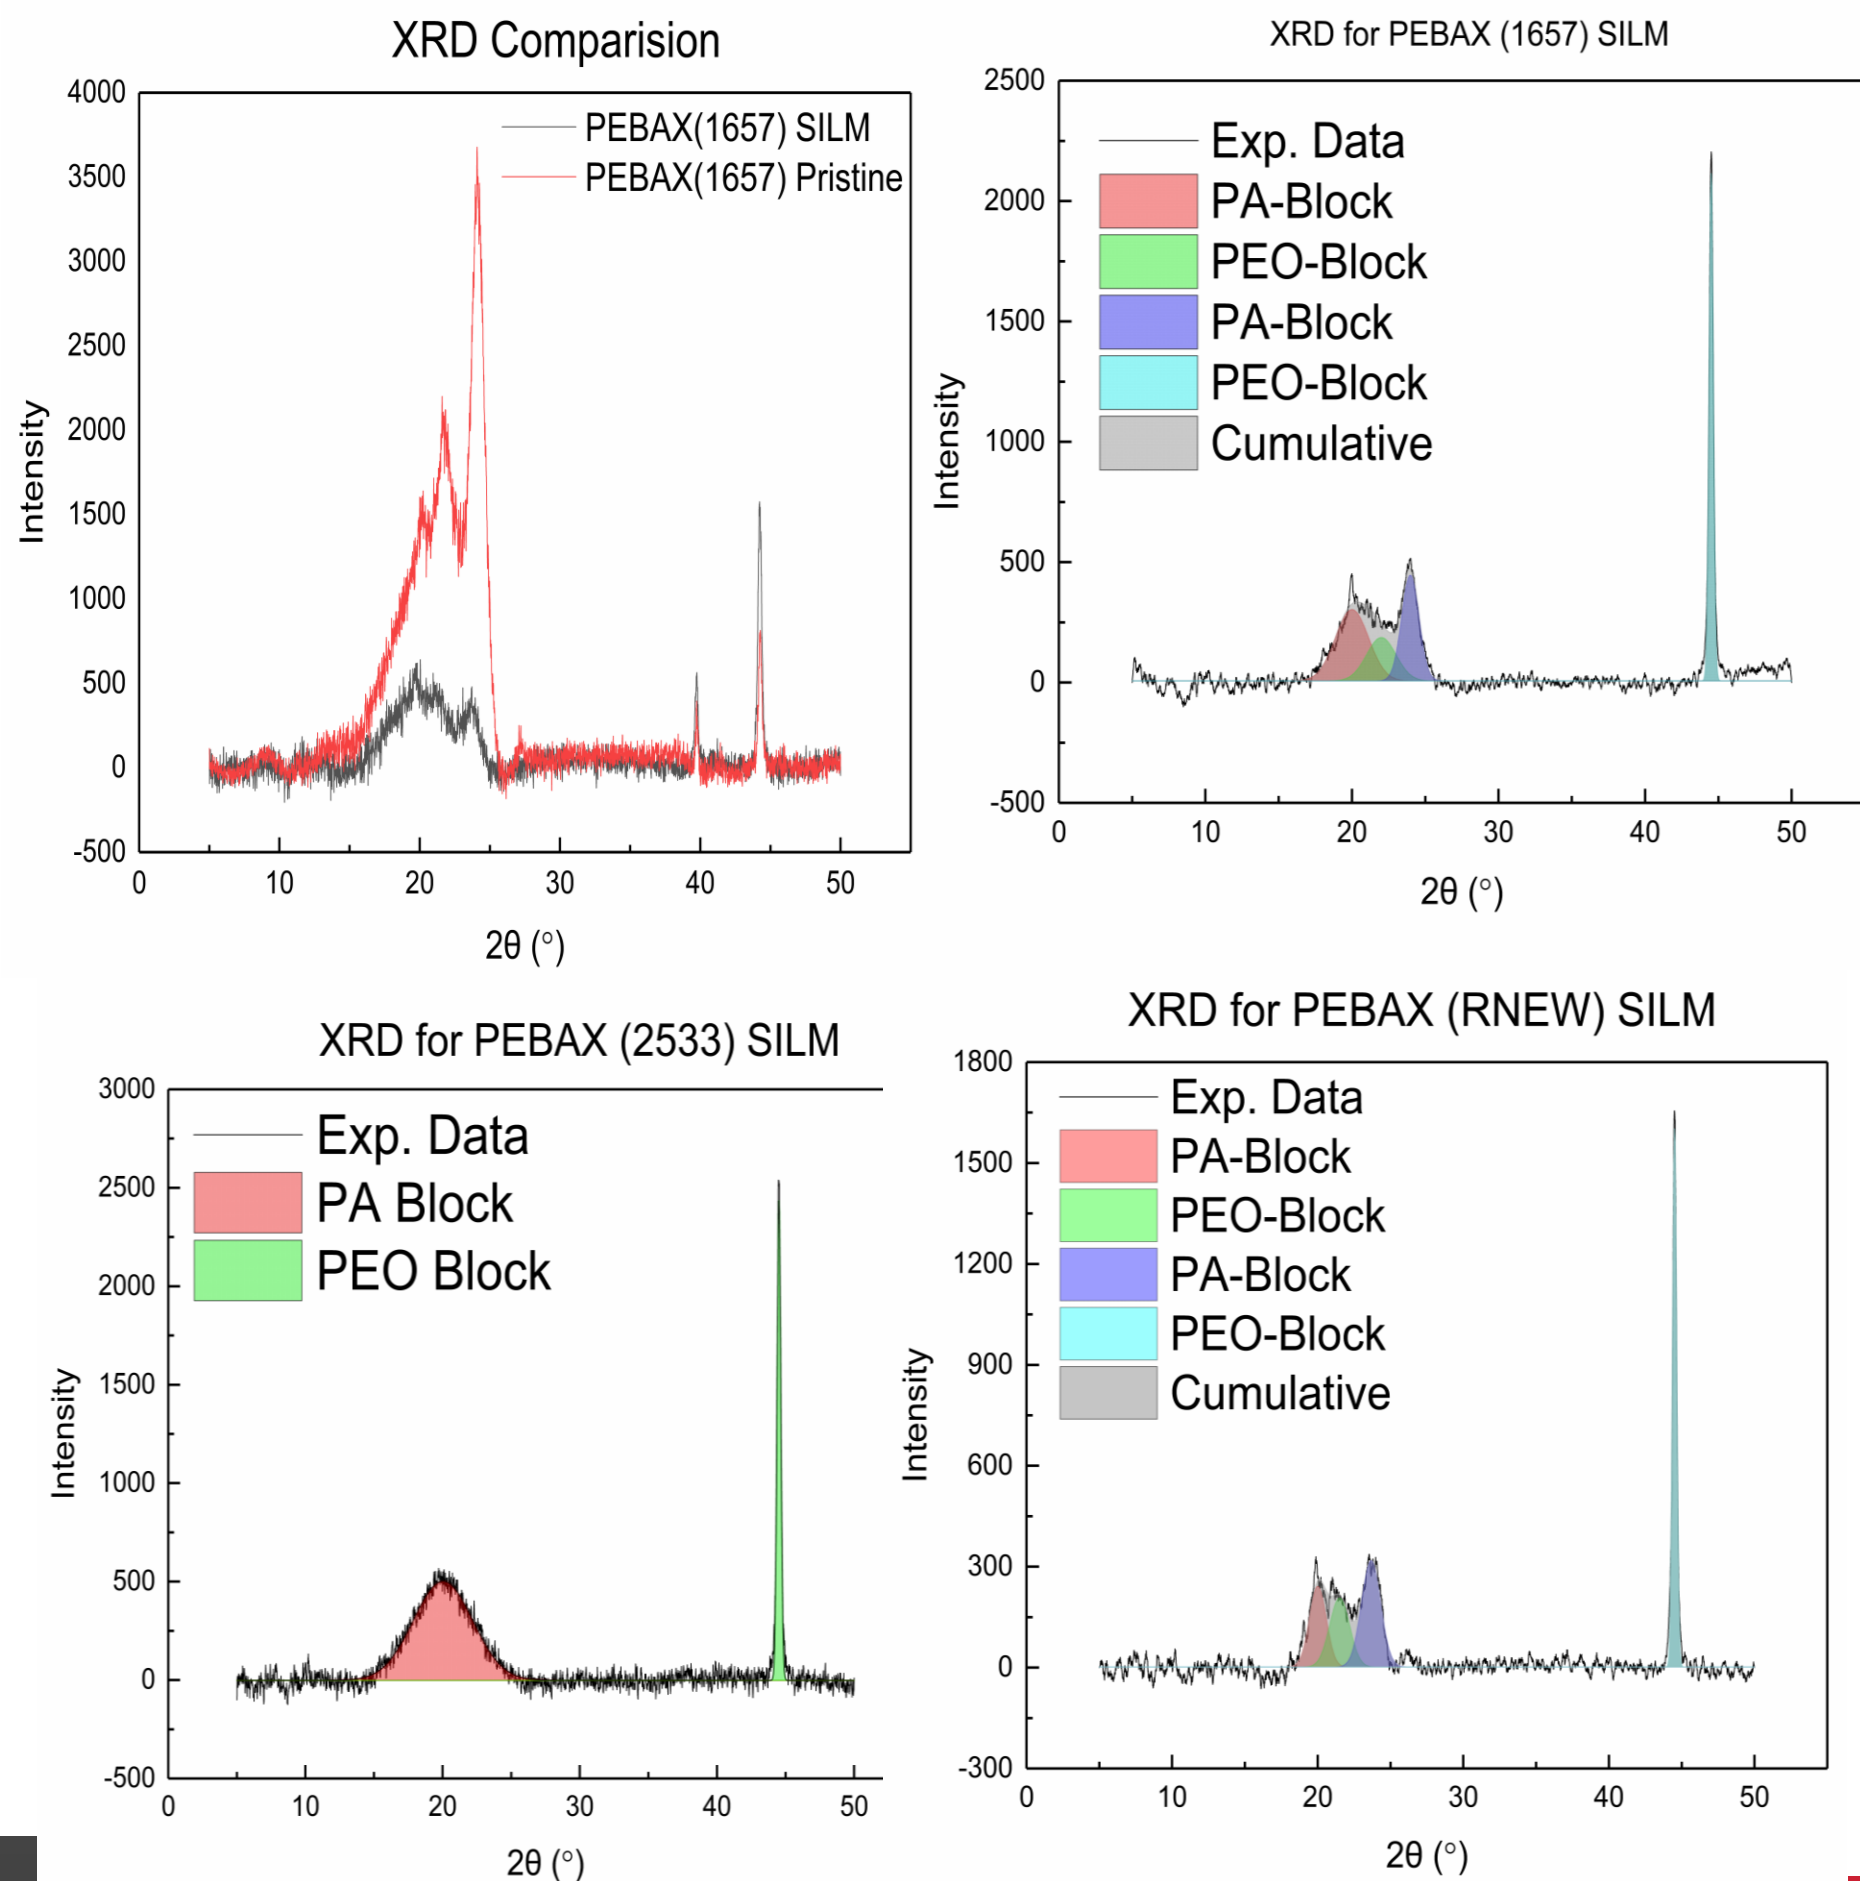 XRD Comparision
4000
3500
3000
2500
2000
1500
1000
500
0
-500
Intensity
PEBAX(1657) SILM
PEBAX(1657) Pristine
0 10 20 30 40 50
2θ (°)
XRD for PEBAX (1657) SILM
2500
2000
1500
1000
500
0
-500
Intensity
Exp. Data
PA-Block
PEO-Block
PA-Block
PEO-Block
Cumulative
0 10 20 30 40 50
2θ (°)
XRD for PEBAX (2533) SILM
3000
2500
2000
1500
1000
500
0
-500
Intensity
Exp. Data
PA Block
PEO Block
0 10 20 30 40 50
2θ (°)
XRD for PEBAX (RNEW) SILM
1800
1500
1200
900
600
300
0
-300
Intensity
Exp. Data
PA-Block
PEO-Block
PA-Block
PEO-Block
Cumulative
0 10 20 30 40 50
2θ (°)